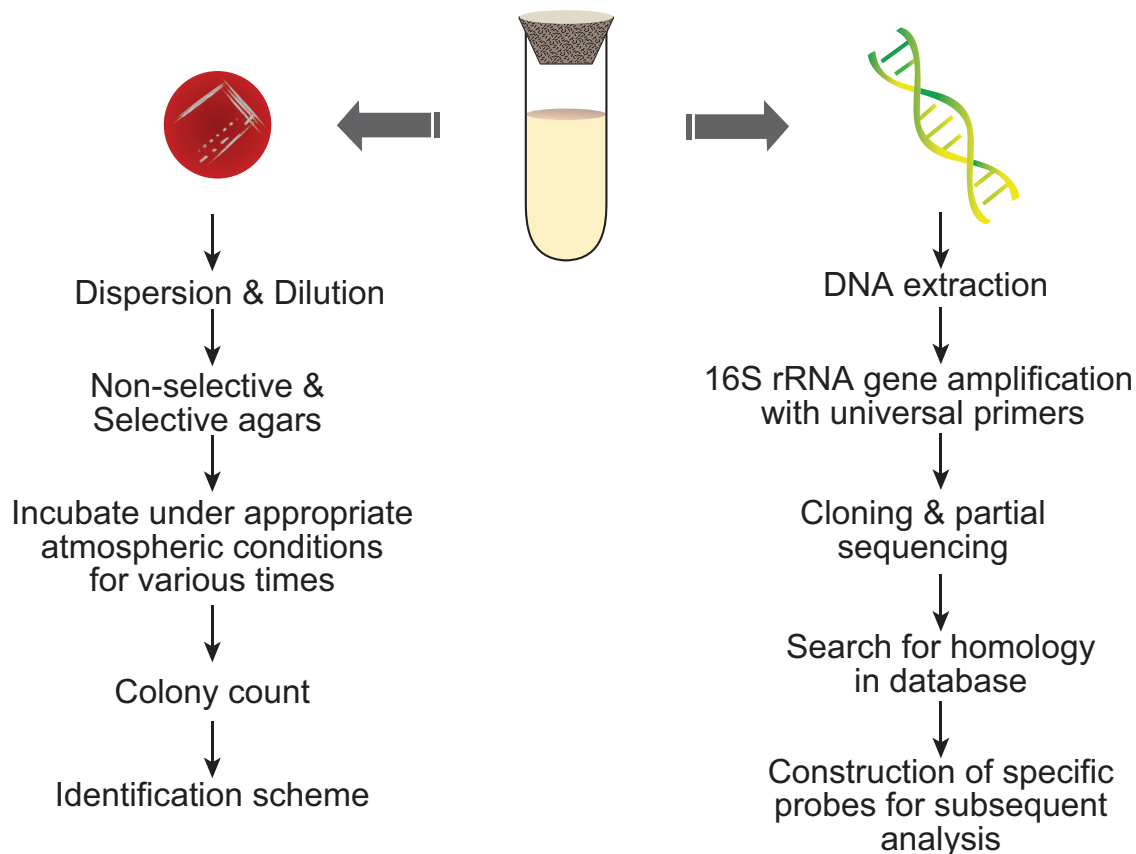 Dispersion & Dilution
Non-selective &
Selective agars
Incubate under appropriate
atmospheric conditions
for various times
Colony count
Identification scheme
DNA extraction
16S rRNA gene amplification
with universal primers
Cloning & partial
sequencing
Search for homology
in database
Construction of specific
probes for subsequent
analysis